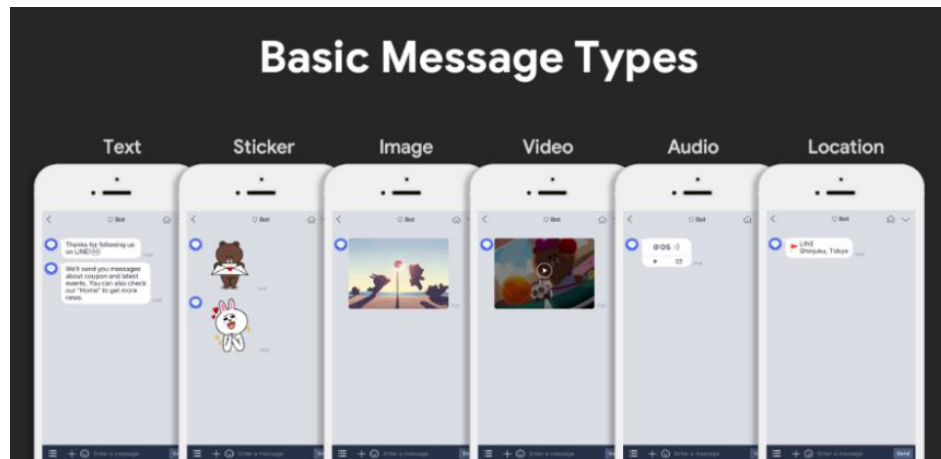 Basic Message Types
Text
Sticker
Image
Video
Audio
Location
Bot
Thanks for following us
on LINE!
We'll send you messages
about coupon and latest
events. You can also check
our "Home" to get more
news.
Enter a message
Bot
Enter a message
Bot
Enter a message
Bot
Enter a message
Bot
0:05
Enter a message
Bot
LINE
Shinjuku, Tokyo
Enter a message
Send